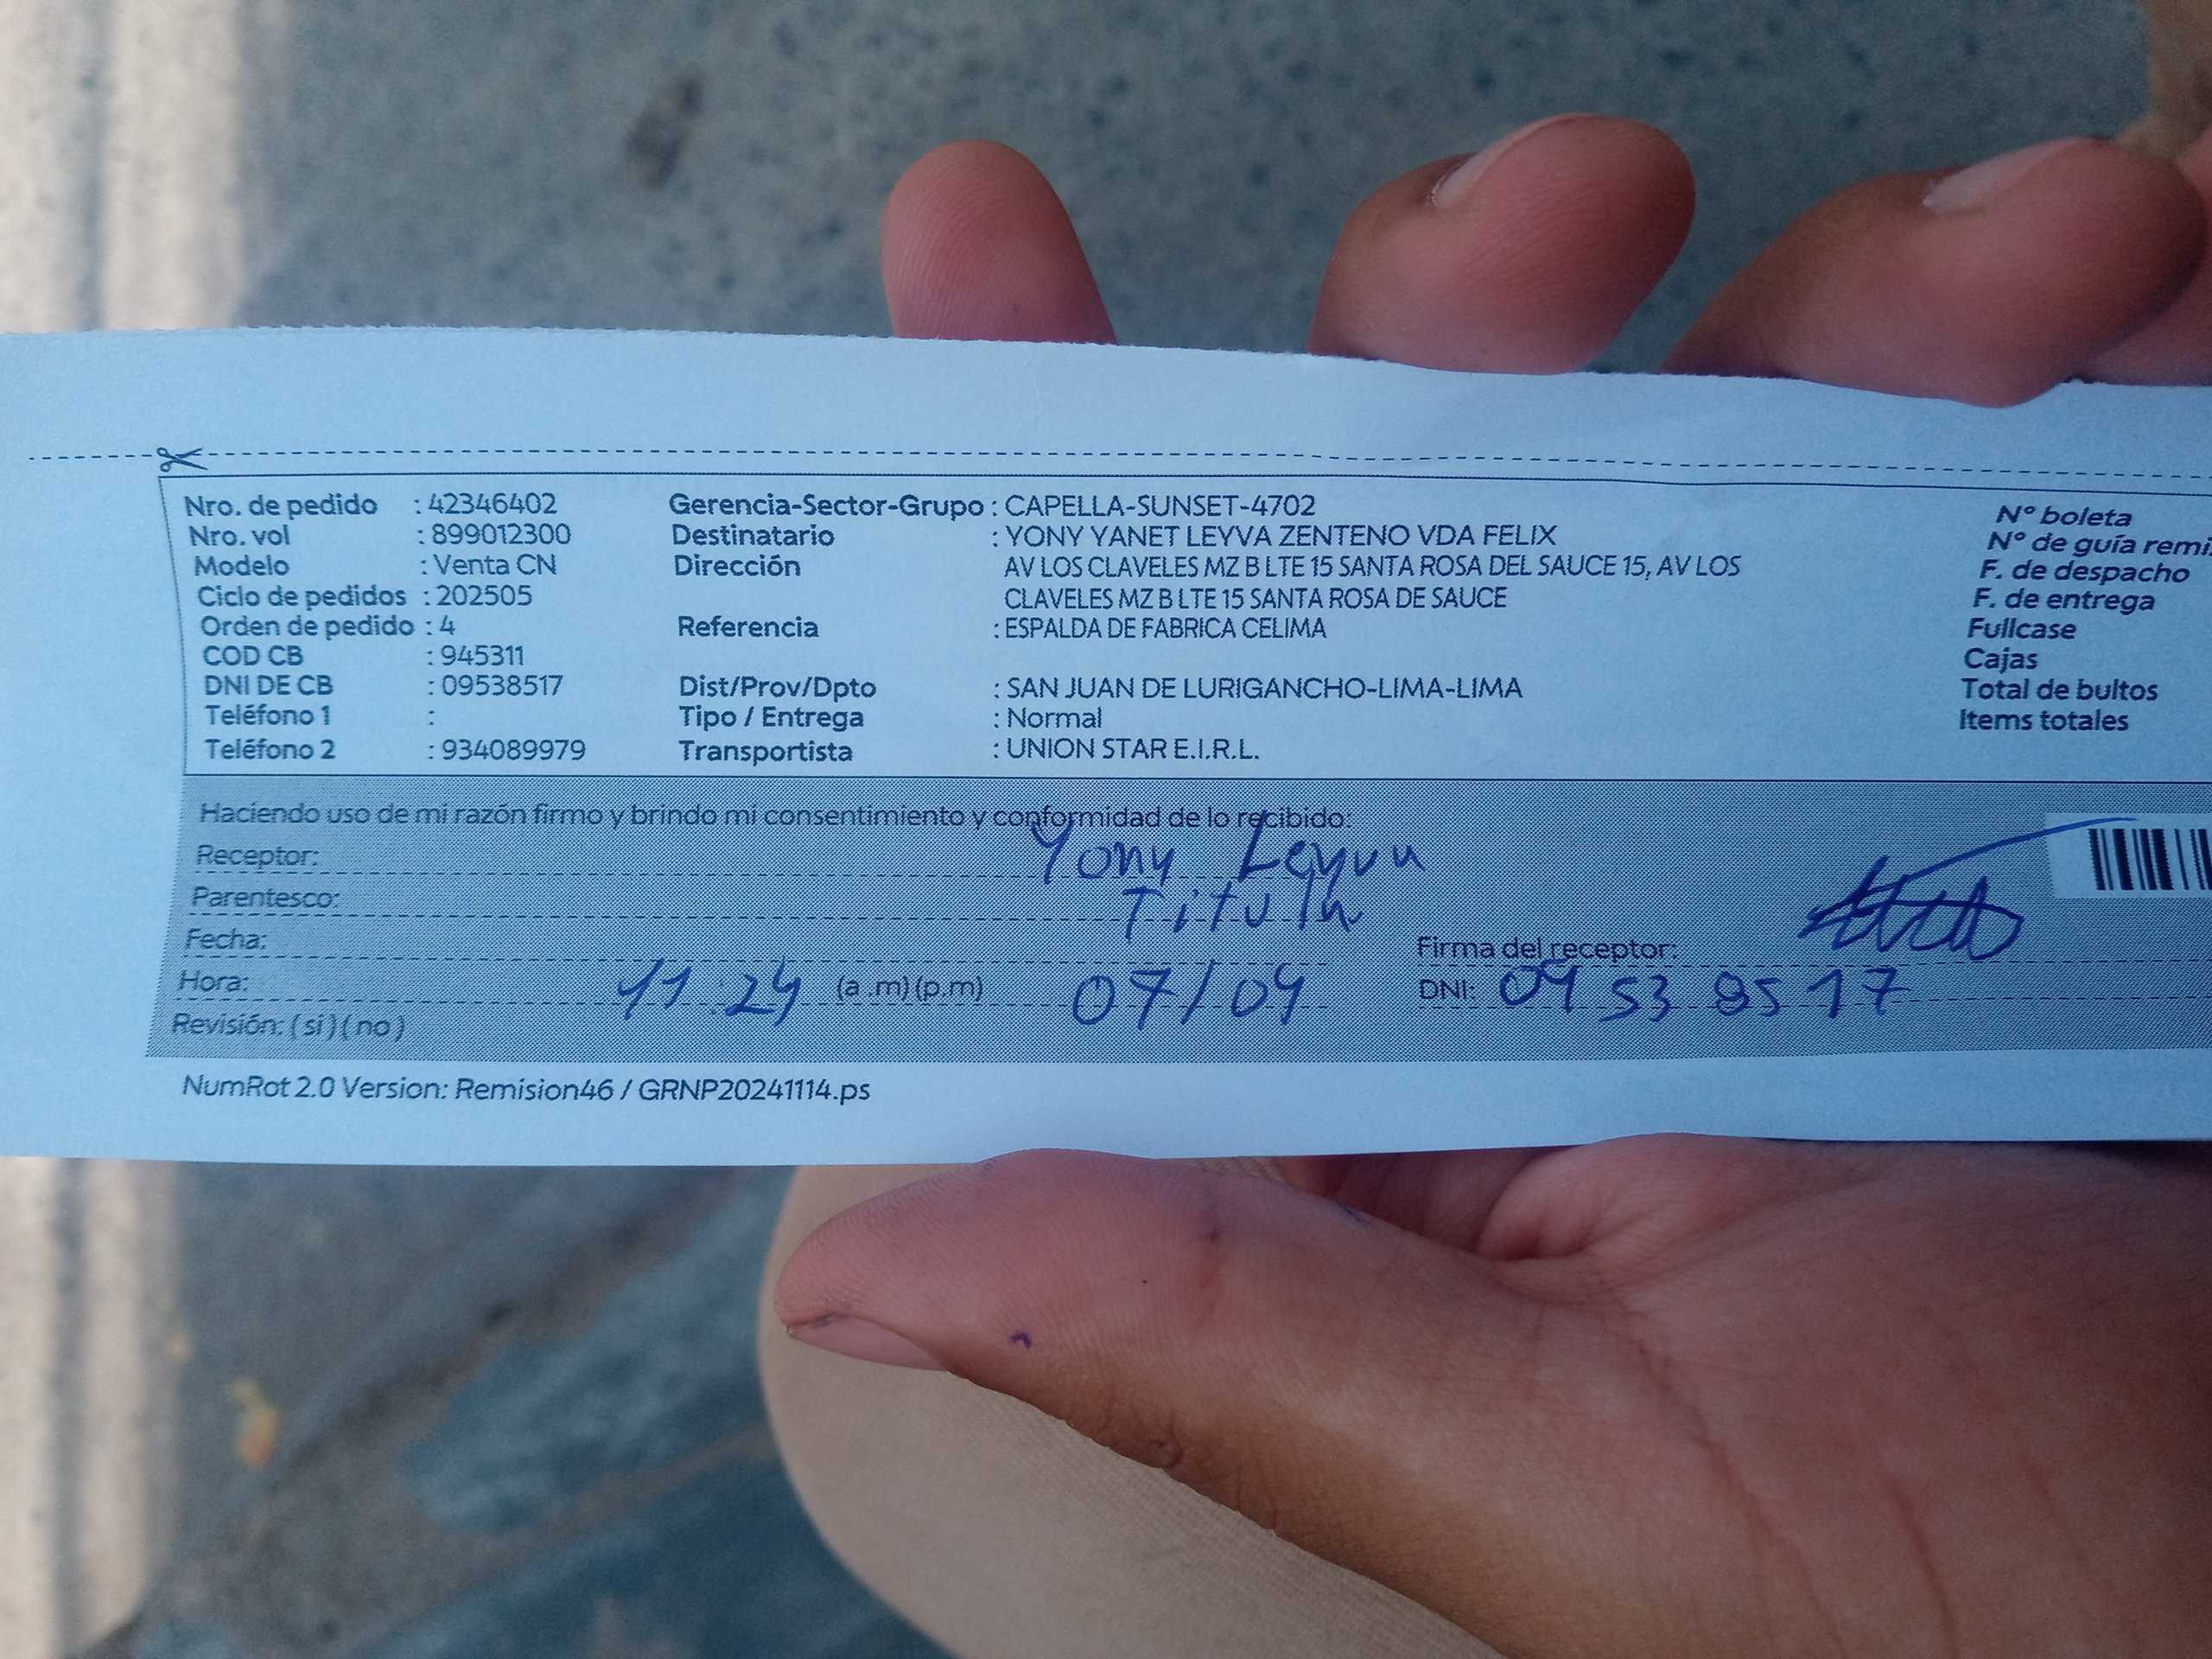 Nro. de pedido : 42346402
Nro. vol : 899012300
Modelo : Venta CN
Ciclo de pedidos : 202505
Orden de pedido : 4
COD CB : 945311
DNI DE CB : 09538517
Teléfono 1 :
Teléfono 2 : 934089979
Gerencia-Sector-Grupo : CAPELLA-SUNSET-4702
Destinatario : YONY YANET LEYVA ZENTENO VDA FELIX
Dirección AV LOS CLAVELES MZ B LTE 15 SANTA ROSA DEL SAUCE 15, AV LOS
CLAVELES MZ B LTE 15 SANTA ROSA DE SAUCE
Referencia : ESPALDA DE FABRICA CELIMA
Dist/Prov/Dpto : SAN JUAN DE LURIGANCHO-LIMA-LIMA
Tipo / Entrega : Normal
Transportista : UNION STAR E.I.R.L.
N° boleta
N° de guía remi
F. de despacho
F. de entrega
Fullcase
Cajas
Total de bultos
Items totales
Haciendo uso de mi razón firmo y brindo mi consentimiento y conformidad de lo recibido:
Receptor: Yony Leyva
Parentesco: Titular
Fecha:
Firma del receptor:
Hora: 11:24 (a.m)(p.m) 07/04 DNI: 09538517
Revisión: (si)(no)
NumRot 2.0 Version: Remision46 / GRNP20241114.ps